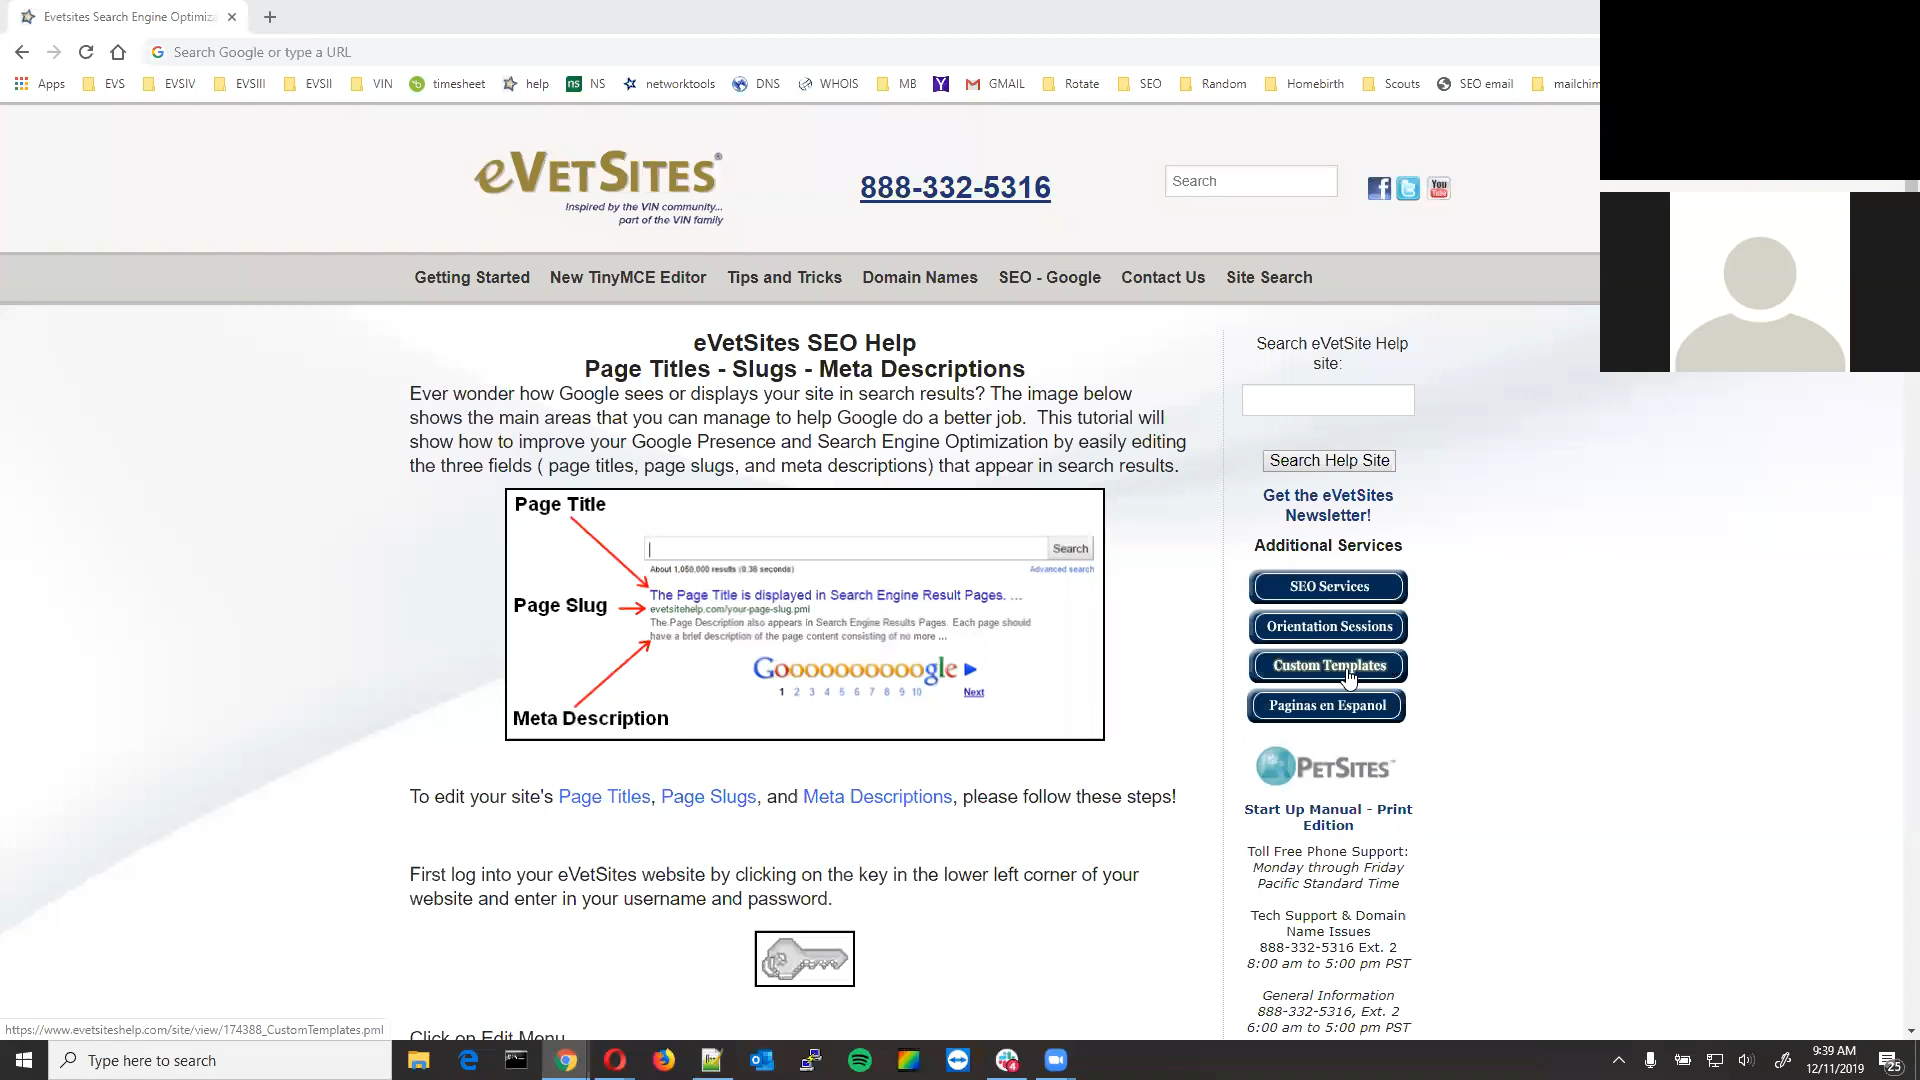 Evetsites Search Engine Optimiz
Search Google or type a URL
Apps EVS EVSIV EVSIII EVSII VIN timesheet help NS networktools DNS WHOIS MB GMAIL Rotate SEO Random Homebirth Scouts SEO email mailchim
eVetSites®
Inspired by the VIN community...
part of the VIN family
888-332-5316
Search
Getting Started New TinyMCE Editor Tips and Tricks Domain Names SEO - Google Contact Us Site Search
eVetSites SEO Help
Page Titles - Slugs - Meta Descriptions
Ever wonder how Google sees or displays your site in search results? The image below
shows the main areas that you can manage to help Google do a better job. This tutorial will
show how to improve your Google Presence and Search Engine Optimization by easily editing
the three fields ( page titles, page slugs, and meta descriptions) that appear in search results.
Page Title
Search
About 1,050,000 results (0.38 seconds)
Advanced search
The Page Title is displayed in Search Engine Result Pages. ...
Page Slug
evetsitehelp.com/your-page-slug.pml
The Page Description also appears in Search Engine Results Pages. Each page should
have a brief description of the page content consisting of no more ...
Goooooooooogle
1 2 3 4 5 6 7 8 9 10 Next
Meta Description
To edit your site's Page Titles, Page Slugs, and Meta Descriptions, please follow these steps!
First log into your eVetSites website by clicking on the key in the lower left corner of your
website and enter in your username and password.
Click on Edit Menu
Search eVetSite Help
site:
Search Help Site
Get the eVetSites
Newsletter!
Additional Services
SEO Services
Orientation Sessions
Custom Templates
Paginas en Espanol
PetSites™
Start Up Manual - Print
Edition
Toll Free Phone Support:
Monday through Friday
Pacific Standard Time
Tech Support & Domain
Name Issues
888-332-5316 Ext. 2
8:00 am to 5:00 pm PST
General Information
888-332-5316, Ext. 2
6:00 am to 5:00 pm PST
https://www.evetsiteshelp.com/site/view/174388_CustomTemplates.pml
Type here to search
9:39 AM
12/11/2019
25